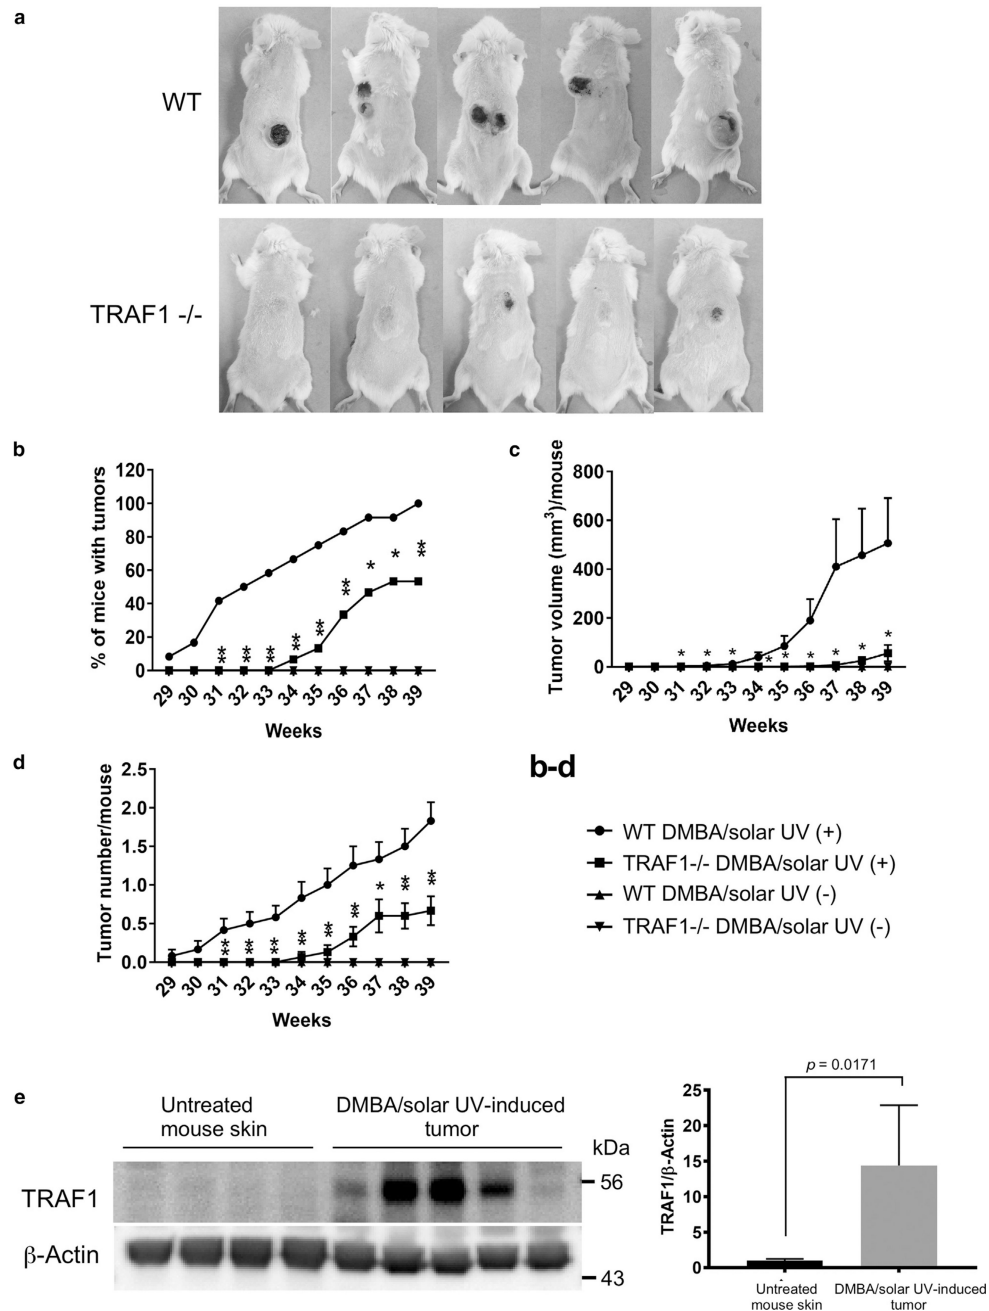 a
WT
TRAF1 -/-
b
% of mice with tumors
120
100
80
60
40
20
0
** ** ** ** ** ** * * **
29 30 31 32 33 34 35 36 37 38 39
Weeks
c
Tumor volume (mm³)/mouse
800
600
400
200
0
* * * * * * * * *
29 30 31 32 33 34 35 36 37 38 39
Weeks
d
Tumor number/mouse
2.5
2.0
1.5
1.0
0.5
0.0
** ** ** ** ** ** * ** **
29 30 31 32 33 34 35 36 37 38 39
Weeks
b-d
WT DMBA/solar UV (+)
TRAF1-/- DMBA/solar UV (+)
WT DMBA/solar UV (-)
TRAF1-/- DMBA/solar UV (-)
e
Untreated
mouse skin
DMBA/solar UV-induced
tumor
kDa
TRAF1
56
β-Actin
43
p = 0.0171
TRAF1/β-Actin
25
20
15
10
5
0
Untreated
mouse skin
DMBA/solar UV-induced
tumor